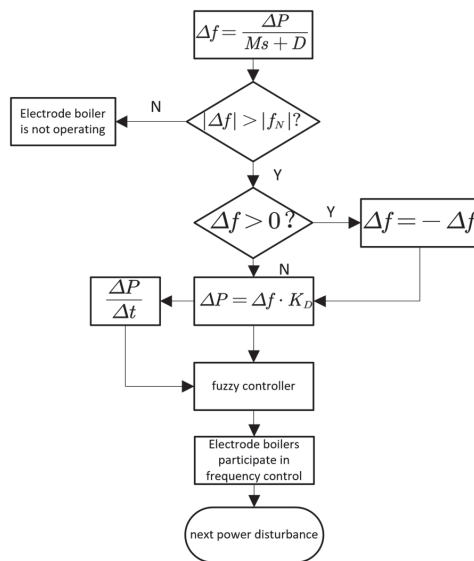 Δf = ΔP / (Ms + D)
N
Electrode boiler
is not operating
|Δf| > |f_N|?
Y
Δf > 0?
Y
Δf = − Δf
N
ΔP / Δt
ΔP = Δf · K_D
fuzzy controller
Electrode boilers
participate in
frequency control
next power disturbance